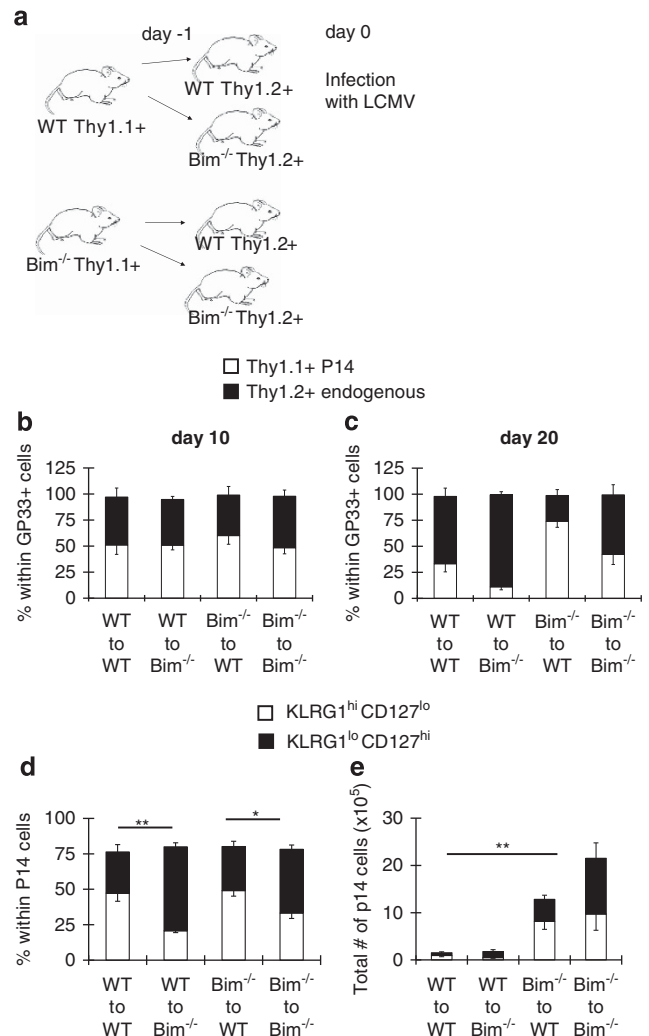 a
day -1
day 0
WT Thy1.1+
WT Thy1.2+
Infection
with LCMV
Bim-/- Thy1.2+
Bim-/- Thy1.1+
WT Thy1.2+
Bim-/- Thy1.2+
Thy1.1+ P14
Thy1.2+ endogenous
b
day 10
% within GP33+ cells
125
100
75
50
25
0
WT to WT
WT to Bim-/-
Bim-/- to WT
Bim-/- to Bim-/-
c
day 20
% within GP33+ cells
125
100
75
50
25
0
WT to WT
WT to Bim-/-
Bim-/- to WT
Bim-/- to Bim-/-
KLRG1hi CD127lo
KLRG1lo CD127hi
d
% within P14 cells
100
75
50
25
0
**
*
WT to WT
WT to Bim-/-
Bim-/- to WT
Bim-/- to Bim-/-
e
Total # of p14 cells (x105)
30
20
10
0
**
WT to WT
WT to Bim-/-
Bim-/- to WT
Bim-/- to Bim-/-